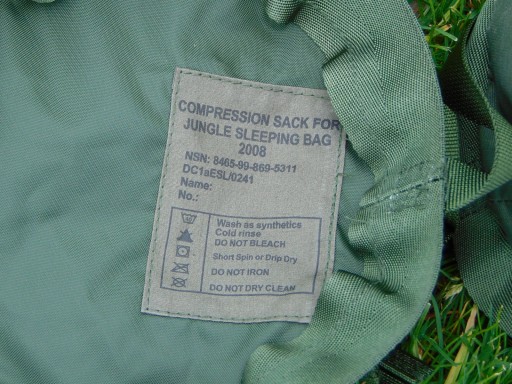 COMPRESSION SACK FOR
JUNGLE SLEEPING BAG
2008
NSN: 8465-99-869-5311
DC1aESL/0241
Name:
No.:
Wash as synthetics
Cold rinse
DO NOT BLEACH
Short Spin or Drip Dry
DO NOT IRON
DO NOT DRY CLEAN